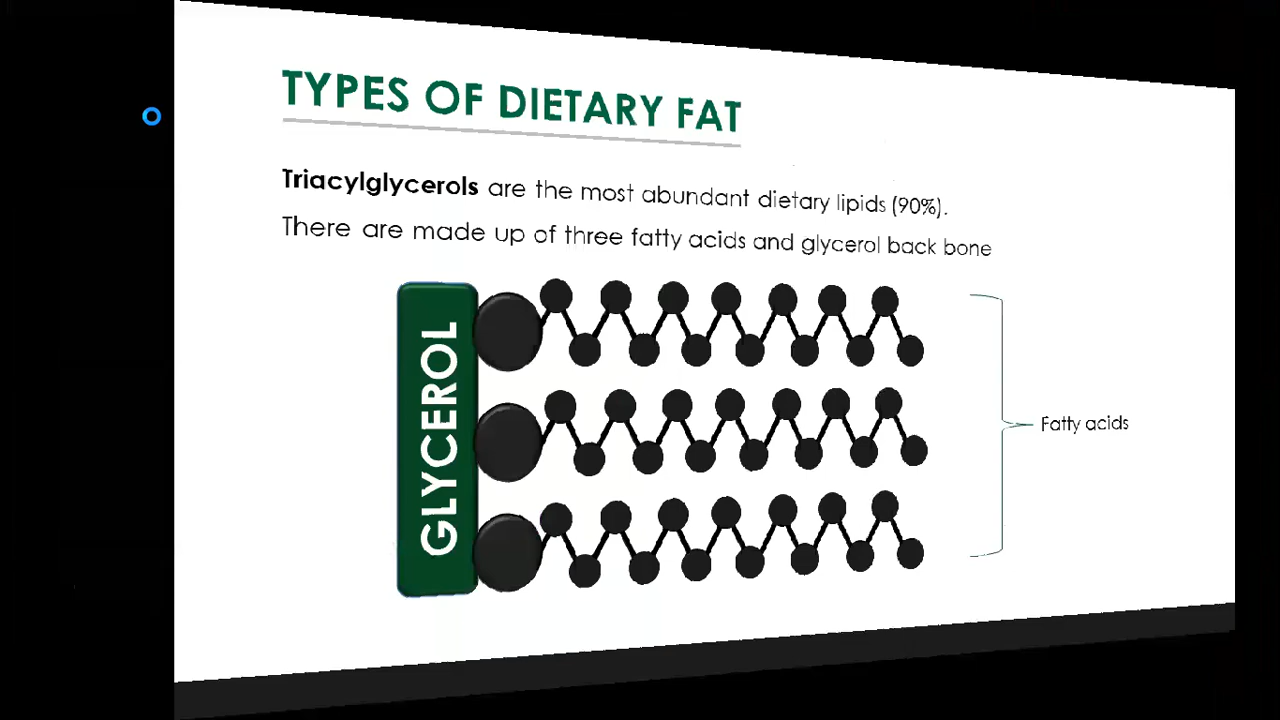 TYPES OF DIETARY FAT
Triacylglycerols are the most abundant dietary lipids (90%).
There are made up of three fatty acids and glycerol back bone
GLYCEROL
Fatty acids